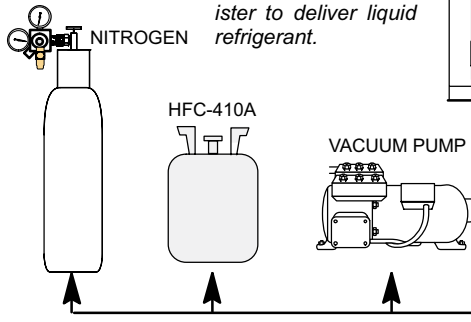 ister to deliver liquid
refrigerant.
NITROGEN
HFC-410A
VACUUM PUMP